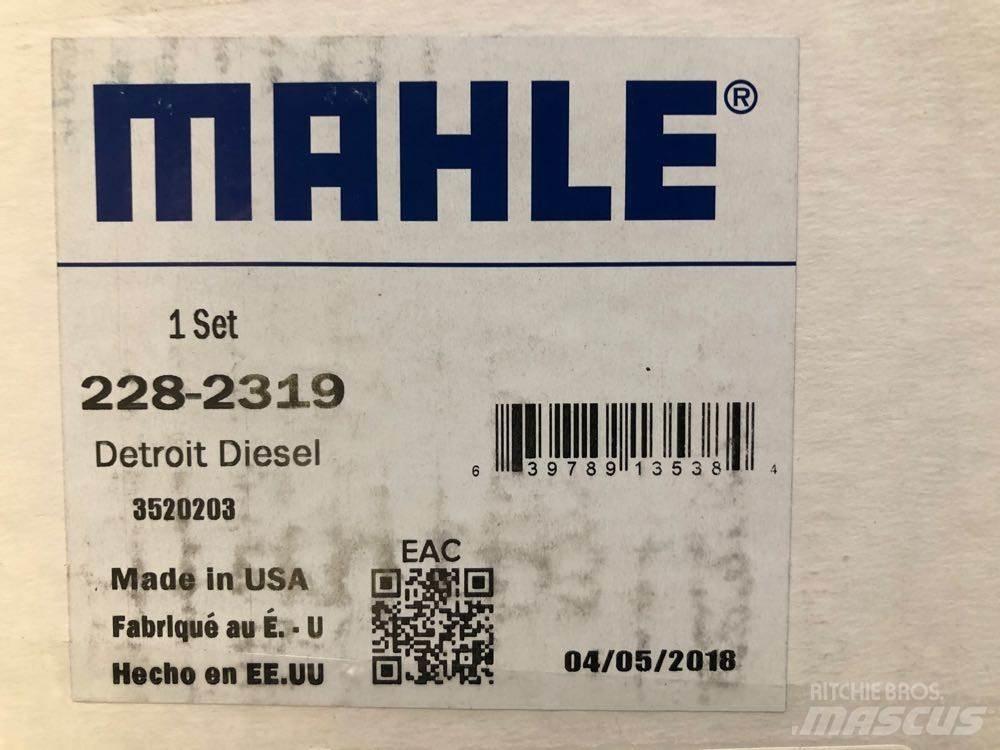 MAHLE®
1 Set
228-2319
Detroit Diesel
3520203
6 39789 13538 4
EAC
Made in USA
Fabriqué au É. - U
Hecho en EE.UU
04/05/2018
RITCHIE BROS.
MASCUS